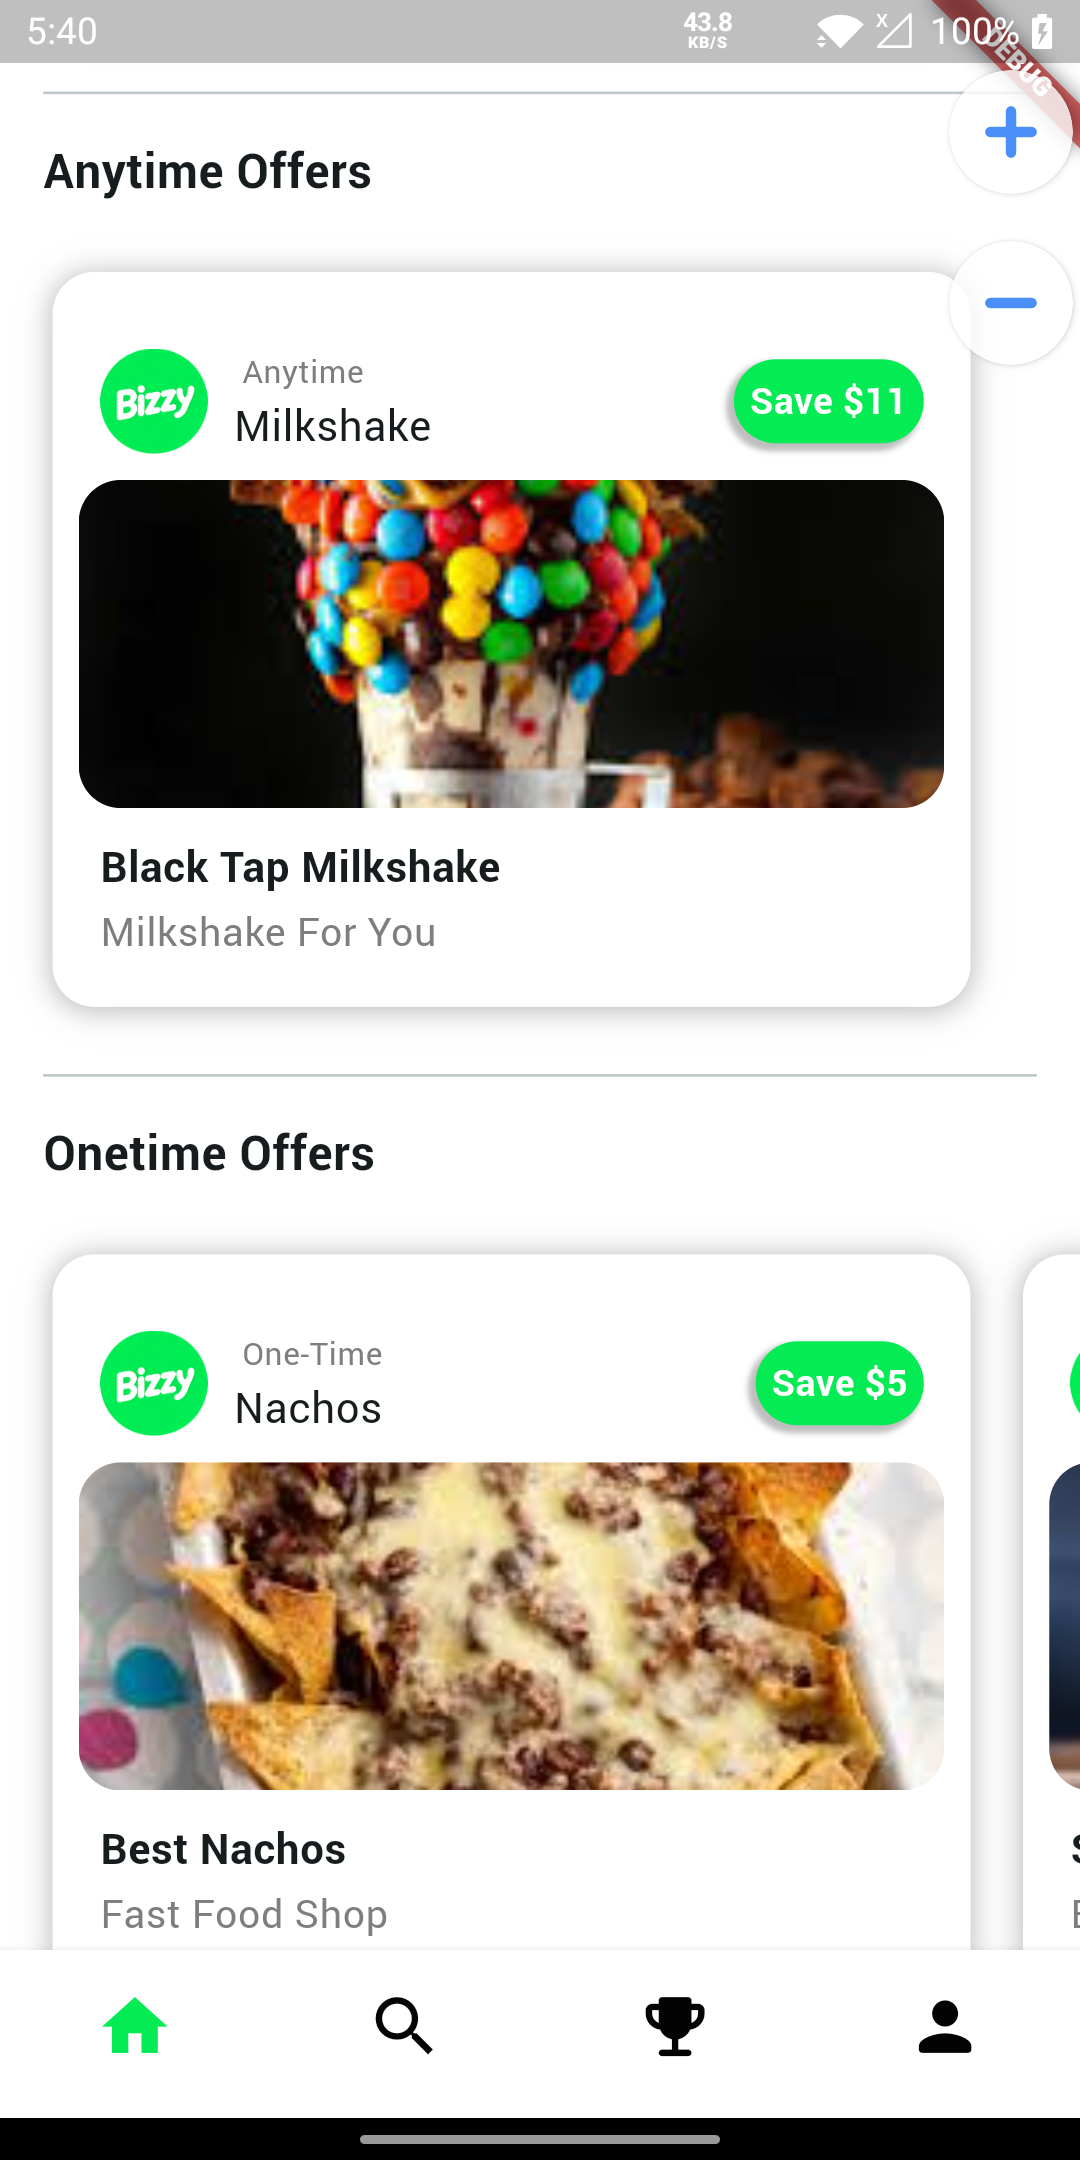 5:40
43.8
KB/S
X
100%
DEBUG
Anytime Offers
Bizzy
Anytime
Milkshake
Save $11
Black Tap Milkshake
Milkshake For You
Onetime Offers
Bizzy
One-Time
Nachos
Save $5
Best Nachos
Fast Food Shop